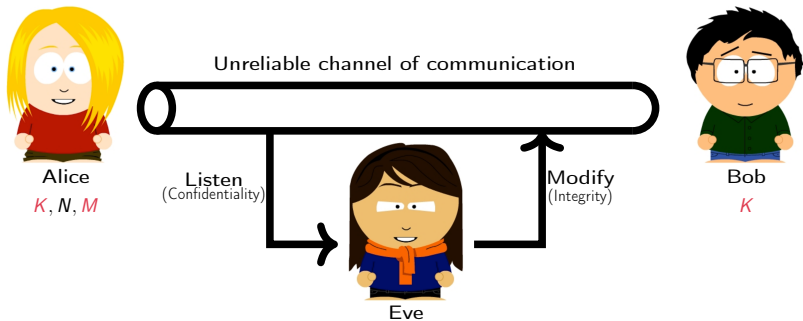 Unreliable channel of communication
Alice
K, N, M
Listen
(Confidentiality)
Modify
(Integrity)
Bob
K
Eve